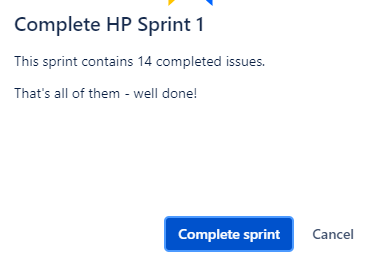 Complete HP Sprint 1
This sprint contains 14 completed issues.
That's all of them - well done!
Complete sprint
Cancel